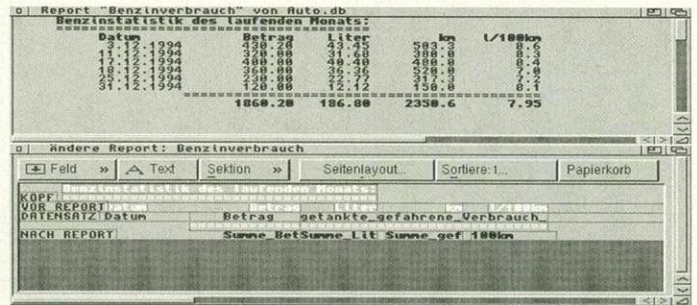 Report "Benzinverbrauch" von Auto.db
Benzinstatistik des laufenden Monats:
Datum Betrag Liter km l/100km
3.12.1994 430.20 43.45 503.3 8.6
11.12.1994 320.00 31.68 380.0 8.3
17.12.1994 400.00 40.40 480.0 8.4
18.12.1994 360.00 36.36 520.0 7.0
25.12.1994 230.00 22.77 317.3 7.2
31.12.1994 120.00 12.12 150.0 8.1
1860.20 186.80 2350.6 7.95
Ändere Report: Benzinverbrauch
Feld » Text Sektion » Seitenlayout... Sortiere:1... Papierkorb
Benzinstatistik des laufenden Monats:
KOPF
VOR REPORT Datum Betrag Liter km l/100km
DATENSATZ Datum Betrag getankte_gefahrene_Verbrauch_
NACH REPORT Summe_BetSumme_Lit Summe_gef 100km